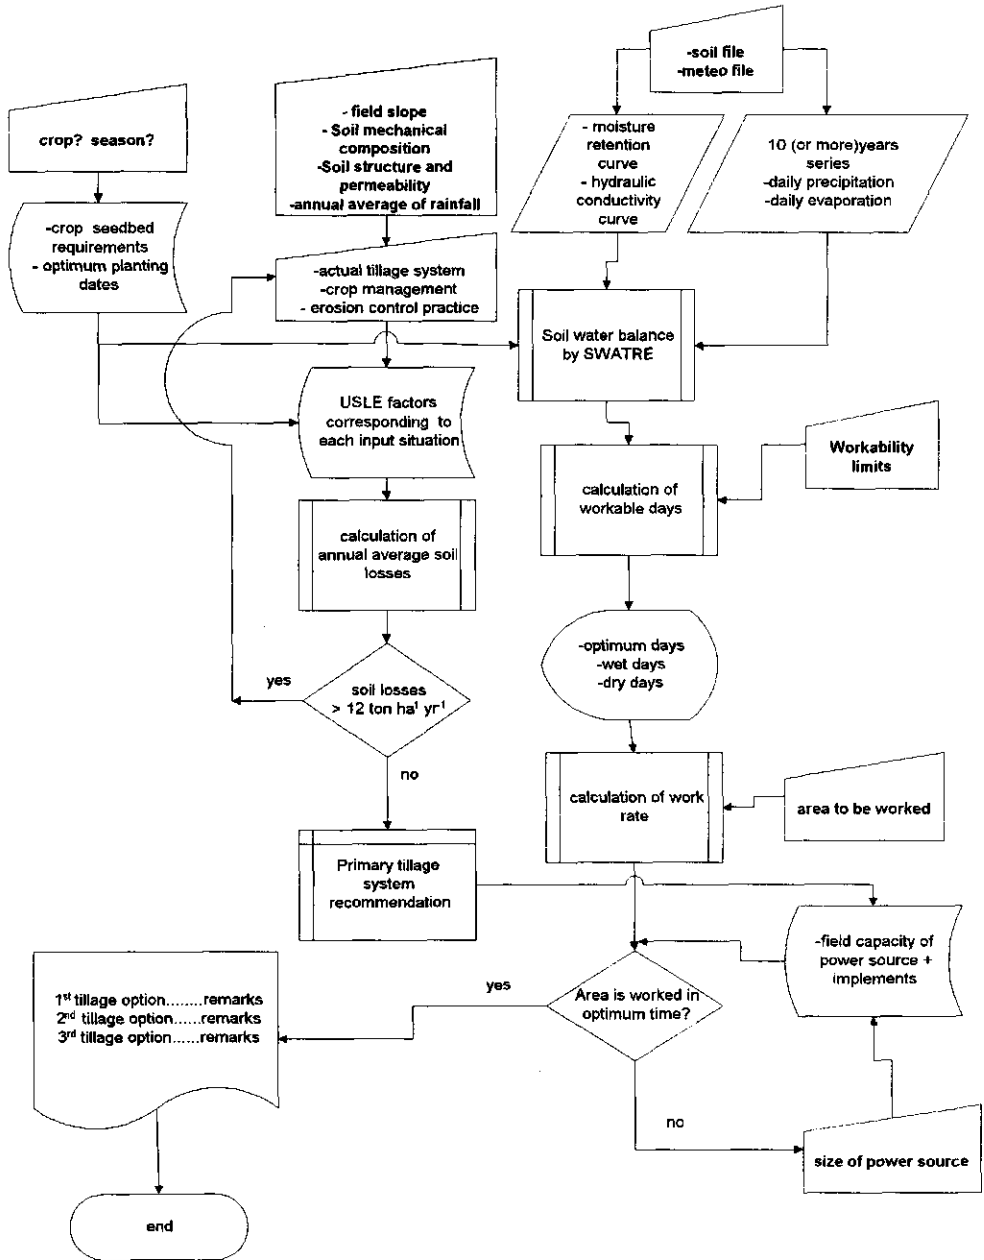 -soil file
-meteo file
- field slope
- Soil mechanical
composition
-Soil structure and
permeability
-annual average of rainfall
crop? season?
- moisture
retention
curve
- hydraulic
conductivity
curve
10 (or more)years
series
-daily precipitation
-daily evaporation
-crop seedbed
requirements
- optimum planting
dates
-actual tillage system
-crop management
- erosion control practice
Soil water balance
by SWATRE
USLE factors
corresponding to
each input situation
Workability
limits
calculation of
workable days
calculation of
annual average soil
losses
-optimum days
-wet days
-dry days
yes
soil losses
> 12 ton ha¹ yr¹
no
calculation of work
rate
area to be worked
Primary tillage
system
recommendation
-field capacity of
power source +
implements
yes
Area is worked in
optimum time?
1st tillage option........remarks
2nd tillage option......remarks
3rd tillage option......remarks
no
size of power source
end